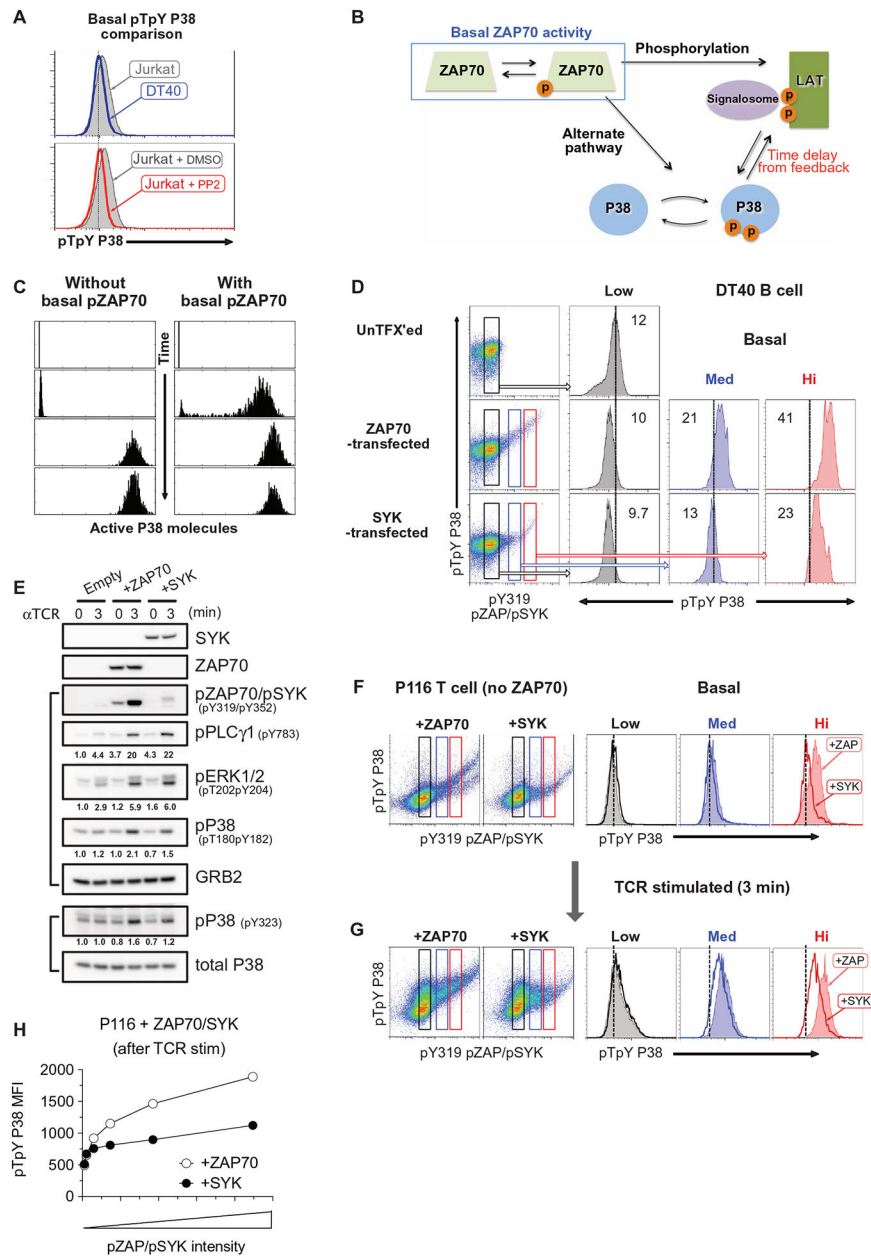 A
Basal pTpY P38
comparison
Jurkat
DT40
Jurkat + DMSO
Jurkat + PP2
pTpY P38
B
Basal ZAP70 activity
ZAP70
ZAP70
p
Phosphorylation
LAT
Signalosome
p
p
Alternate
pathway
Time delay
from feedback
P38
P38
p
p
C
Without
basal pZAP70
With
basal pZAP70
Time
Active P38 molecules
D
Low
DT40 B cell
UnTFX'ed
12
Basal
Med
Hi
ZAP70
-transfected
10
21
41
SYK
-transfected
9.7
13
23
pTpY P38
pY319
pZAP/pSYK
pTpY P38
E
Empty
+ZAP70
+SYK
αTCR
0 3 0 3 0 3 (min)
SYK
ZAP70
pZAP70/pSYK
(pY319/pY352)
pPLCγ1 (pY783)
1.0 4.4 3.7 20 4.3 22
pERK1/2
(pT202pY204)
1.0 2.9 1.2 5.9 1.6 6.0
pP38
(pT180pY182)
1.0 1.2 1.0 2.1 0.7 1.5
GRB2
pP38 (pY323)
1.0 1.0 0.8 1.6 0.7 1.2
total P38
F
P116 T cell (no ZAP70)
Basal
+ZAP70
+SYK
Low
Med
Hi
+ZAP
+SYK
pTpY P38
pY319 pZAP/pSYK
pTpY P38
TCR stimulated (3 min)
G
+ZAP70
+SYK
Low
Med
Hi
+ZAP
+SYK
pTpY P38
pY319 pZAP/pSYK
pTpY P38
H
P116 + ZAP70/SYK
(after TCR stim)
pTpY P38 MFI
2000
1500
1000
500
0
+ZAP70
+SYK
pZAP/pSYK intensity